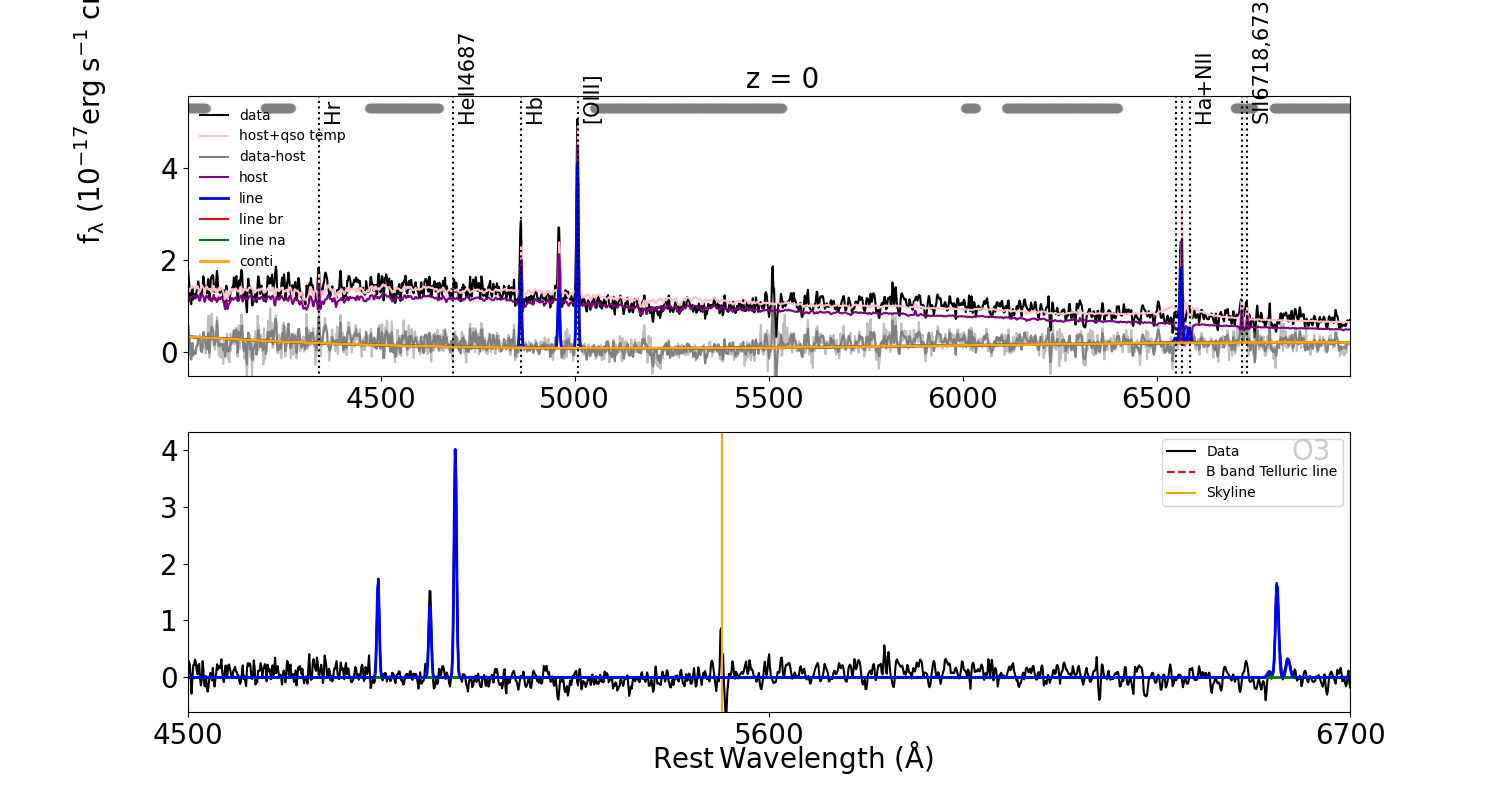 z = 0
f_λ (10^−17 erg s^−1 c
Hr
HeII4687
Hb
[OIII]
Ha+NII
SII6718,673
data
host+qso temp
data-host
host
line
line br
line na
conti
4
2
0
4500
5000
5500
6000
6500
O3
Data
B band Telluric line
Skyline
4
3
2
1
0
4500
5600
6700
Rest Wavelength (Å)